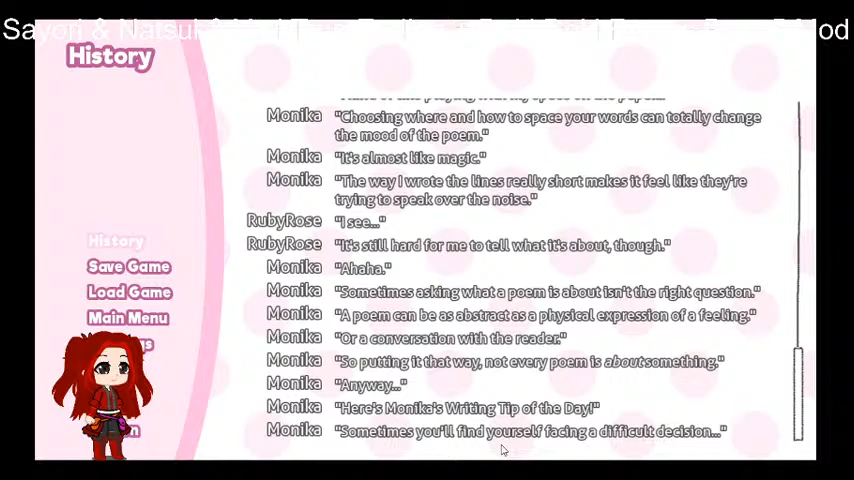 Sayori & Natsuki
Mod
History
Monika "Choosing where and how to space your words can totally change
the mood of the poem."
Monika "It's almost like magic."
Monika "The way I wrote the lines really short makes it feel like they're
trying to speak over the noise."
RubyRose "I see..."
RubyRose "It's still hard for me to tell what it's about, though."
Monika "Ahaha."
Monika "Sometimes asking what a poem is about isn't the right question."
Monika "A poem can be as abstract as a physical expression of a feeling."
Monika "Or a conversation with the reader."
Monika "So putting it that way, not every poem is about something."
Monika "Anyway..."
Monika "Here's Monika's Writing Tip of the Day!"
Monika "Sometimes you'll find yourself facing a difficult decision..."
History
Save Game
Load Game
Main Menu